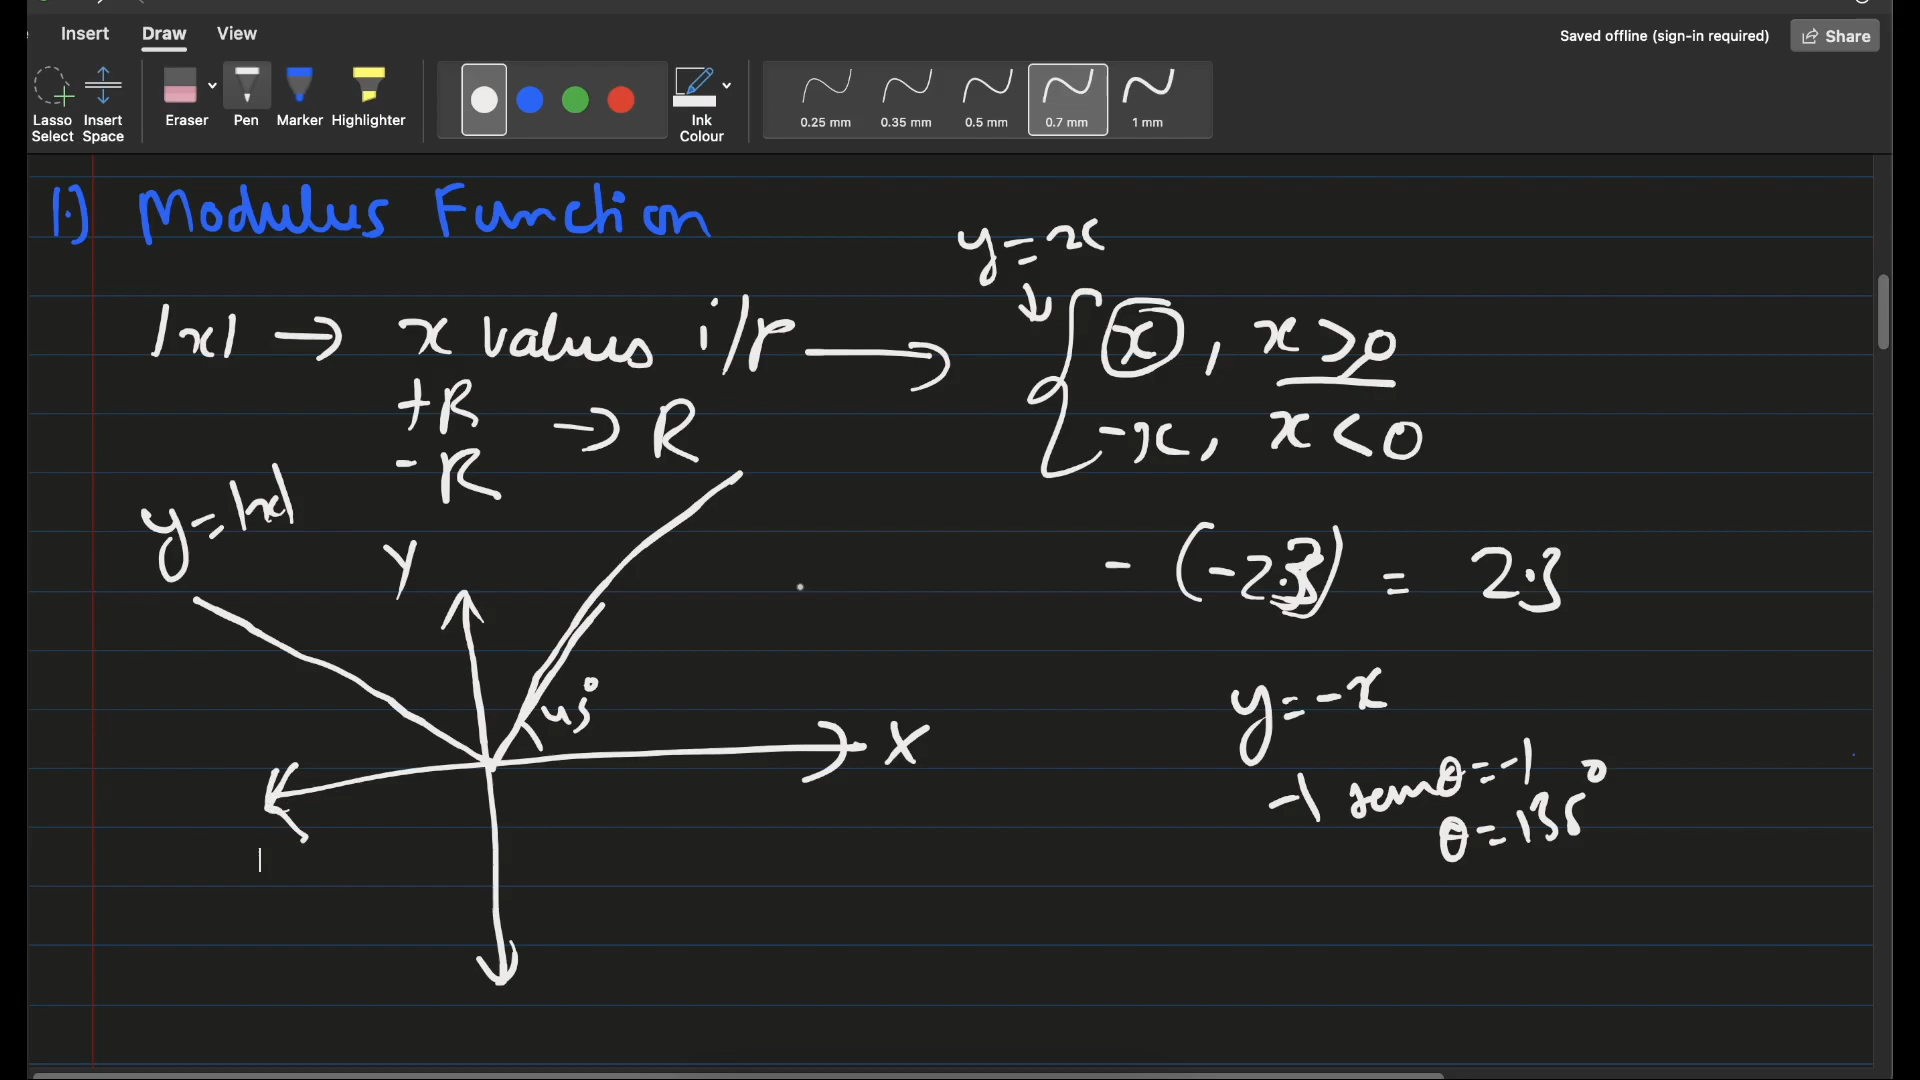 Insert Draw View
Saved offline (sign-in required) Share
Lasso Select
Insert Space
Eraser
Pen
Marker
Highlighter
Ink Colour
0.25 mm
0.35 mm
0.5 mm
0.7 mm
1 mm
1.) Modulus Function
y=x
|x| → x values i/p → { x, x>0
+R
-R → R
-x, x<0
y=|x|
Y
- (-2.3) = 2.3
45°
X
y=-x
-1 tanθ=-1
θ=135°